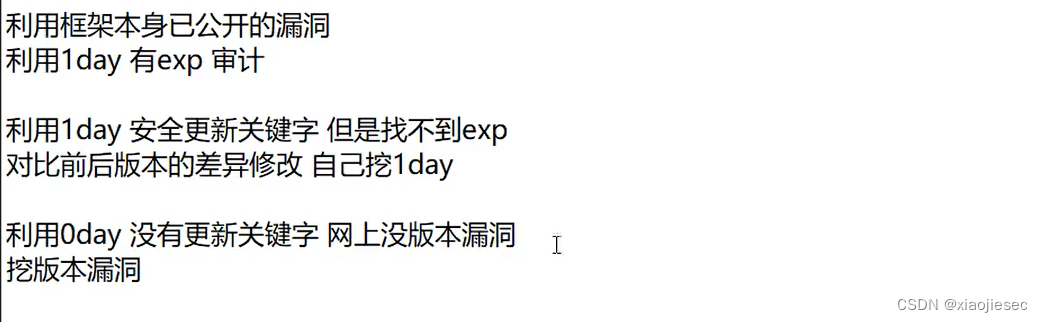 利用框架本身已公开的漏洞
利用1day 有exp 审计
利用1day 安全更新关键字 但是找不到exp
对比前后版本的差异修改 自己挖1day
利用0day 没有更新关键字 网上没版本漏洞
挖版本漏洞
CSDN @xiaojiesec